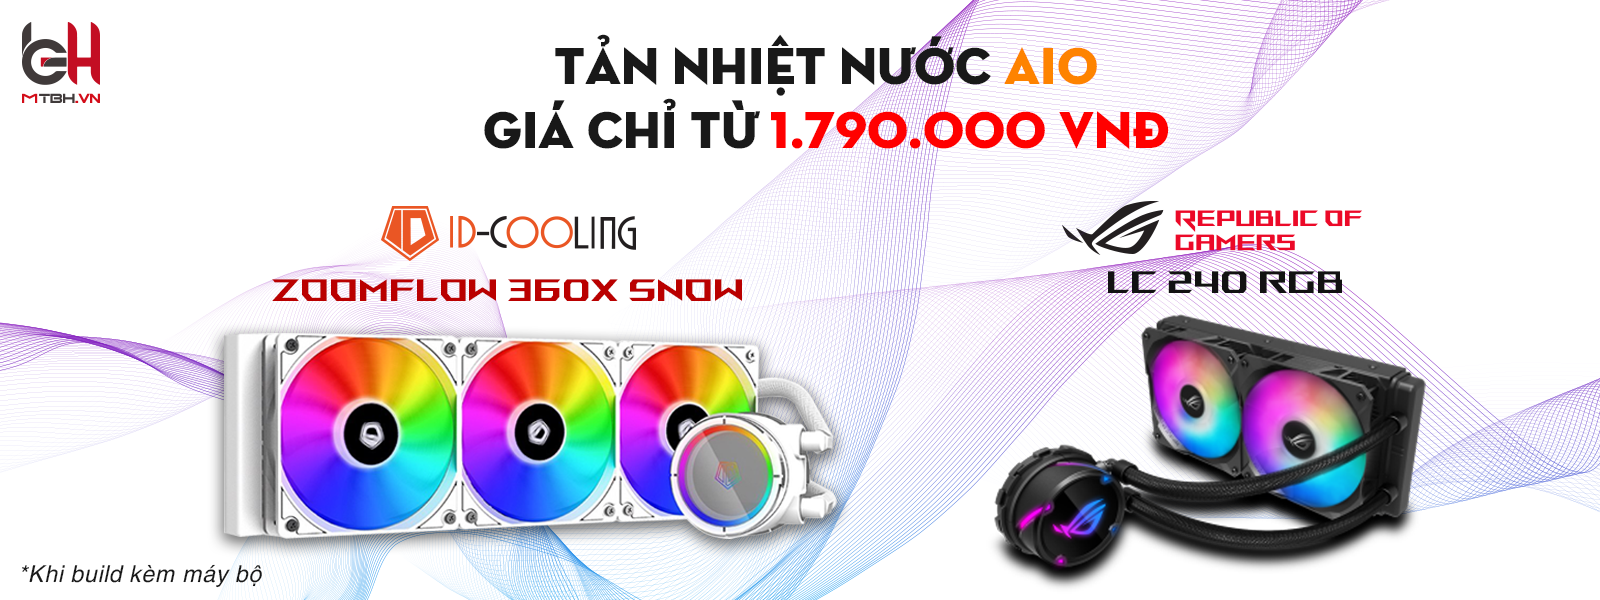 MTBH.VN
TẢN NHIỆT NƯỚC AIO
GIÁ CHỈ TỪ 1.790.000 VNĐ
ID-COOLING
ZOOMFLOW 360X SNOW
REPUBLIC OF
GAMERS
LC 240 RGB
*Khi build kèm máy bộ